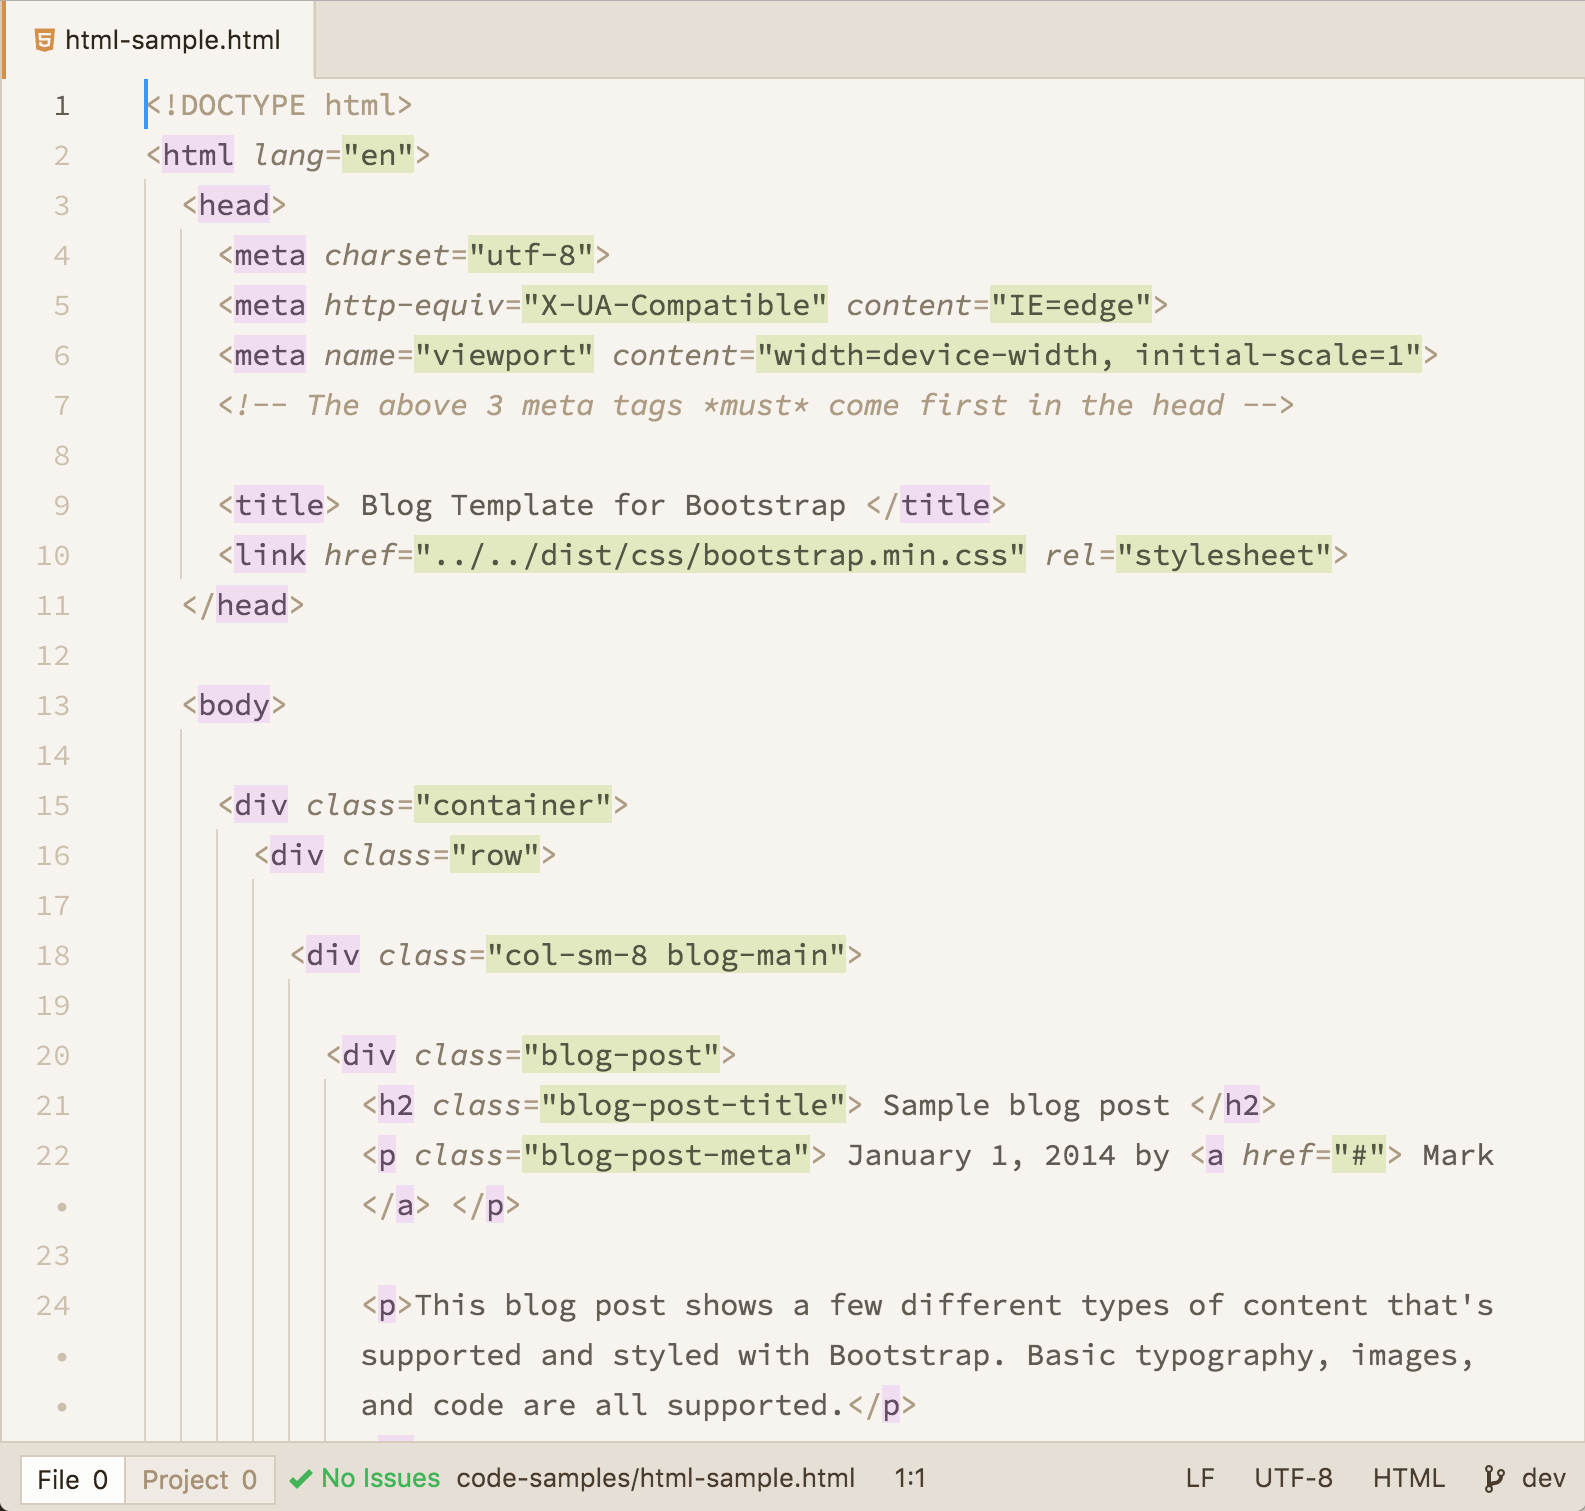 html-sample.html
1 <!DOCTYPE html>
2 <html lang="en">
3 <head>
4 <meta charset="utf-8">
5 <meta http-equiv="X-UA-Compatible" content="IE=edge">
6 <meta name="viewport" content="width=device-width, initial-scale=1">
7 <!-- The above 3 meta tags *must* come first in the head -->
8
9 <title> Blog Template for Bootstrap </title>
10 <link href="../../dist/css/bootstrap.min.css" rel="stylesheet">
11 </head>
12
13 <body>
14
15 <div class="container">
16 <div class="row">
17
18 <div class="col-sm-8 blog-main">
19
20 <div class="blog-post">
21 <h2 class="blog-post-title"> Sample blog post </h2>
22 <p class="blog-post-meta"> January 1, 2014 by <a href="#"> Mark
• </a> </p>
23
24 <p>This blog post shows a few different types of content that's
• supported and styled with Bootstrap. Basic typography, images,
• and code are all supported.</p>
File 0 Project 0 No Issues code-samples/html-sample.html 1:1 LF UTF-8 HTML dev